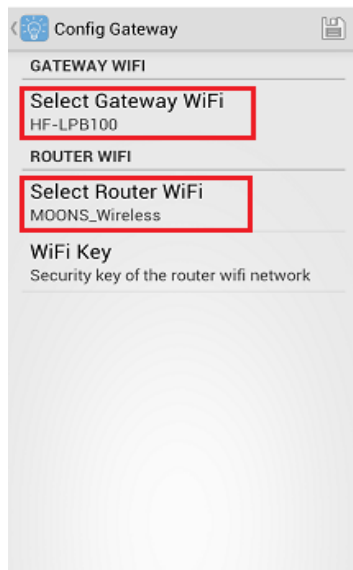 Config Gateway
GATEWAY WIFI
Select Gateway WiFi
HF-LPB100
ROUTER WIFI
Select Router WiFi
MOONS_Wireless
WiFi Key
Security key of the router wifi network